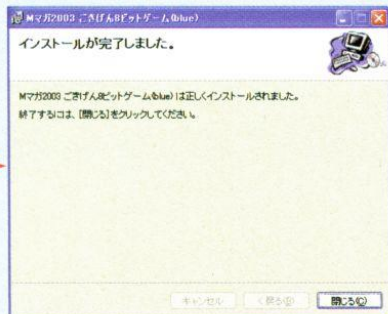 Mマガ2003 ごきげん8ビットゲーム(blue)
インストールが完了しました。
Mマガ2003 ごきげん8ビットゲーム(blue) は正しくインストールされました。
終了するには、[閉じる]をクリックしてください。
キャンセル
< 戻る(B)
閉じる(C)